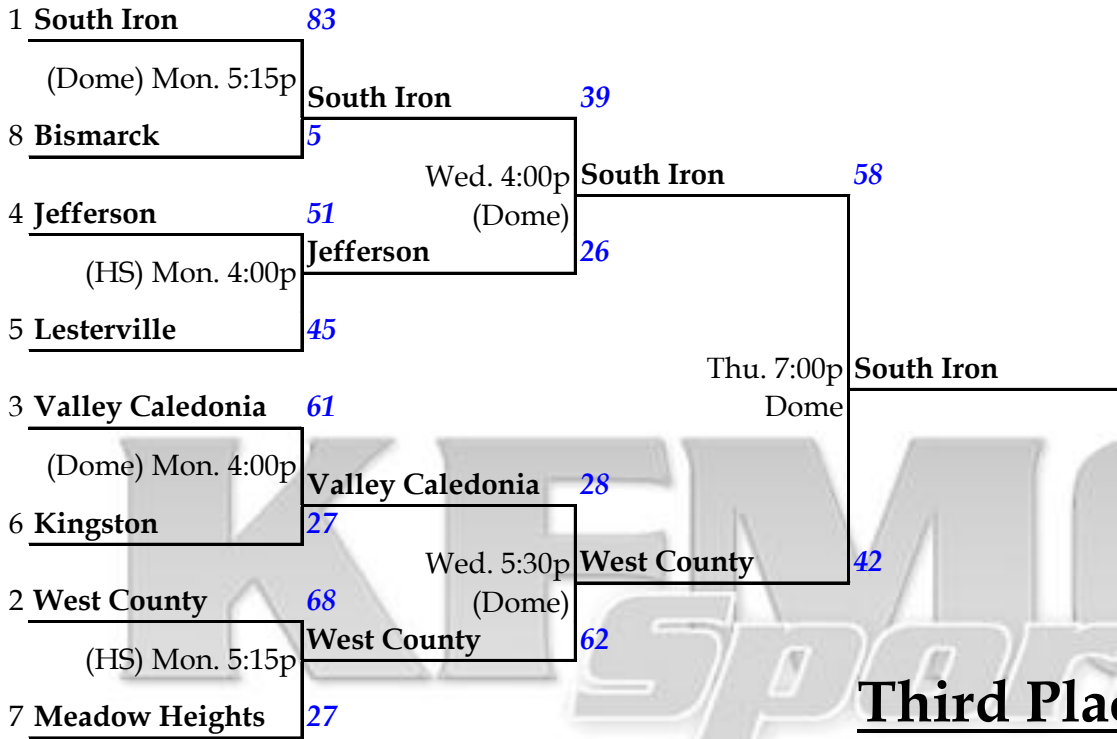 1 South Iron 83
(Dome) Mon. 5:15p
South Iron 39
8 Bismarck 5
Wed. 4:00p South Iron 58
(Dome)
4 Jefferson 51
Jefferson 26
(HS) Mon. 4:00p
5 Lesterville 45
Thu. 7:00p South Iron
Dome
3 Valley Caledonia 61
(Dome) Mon. 4:00p
Valley Caledonia 28
6 Kingston 27
Wed. 5:30p West County 42
(Dome)
2 West County 68
West County 62
(HS) Mon. 5:15p
7 Meadow Heights 27
Third